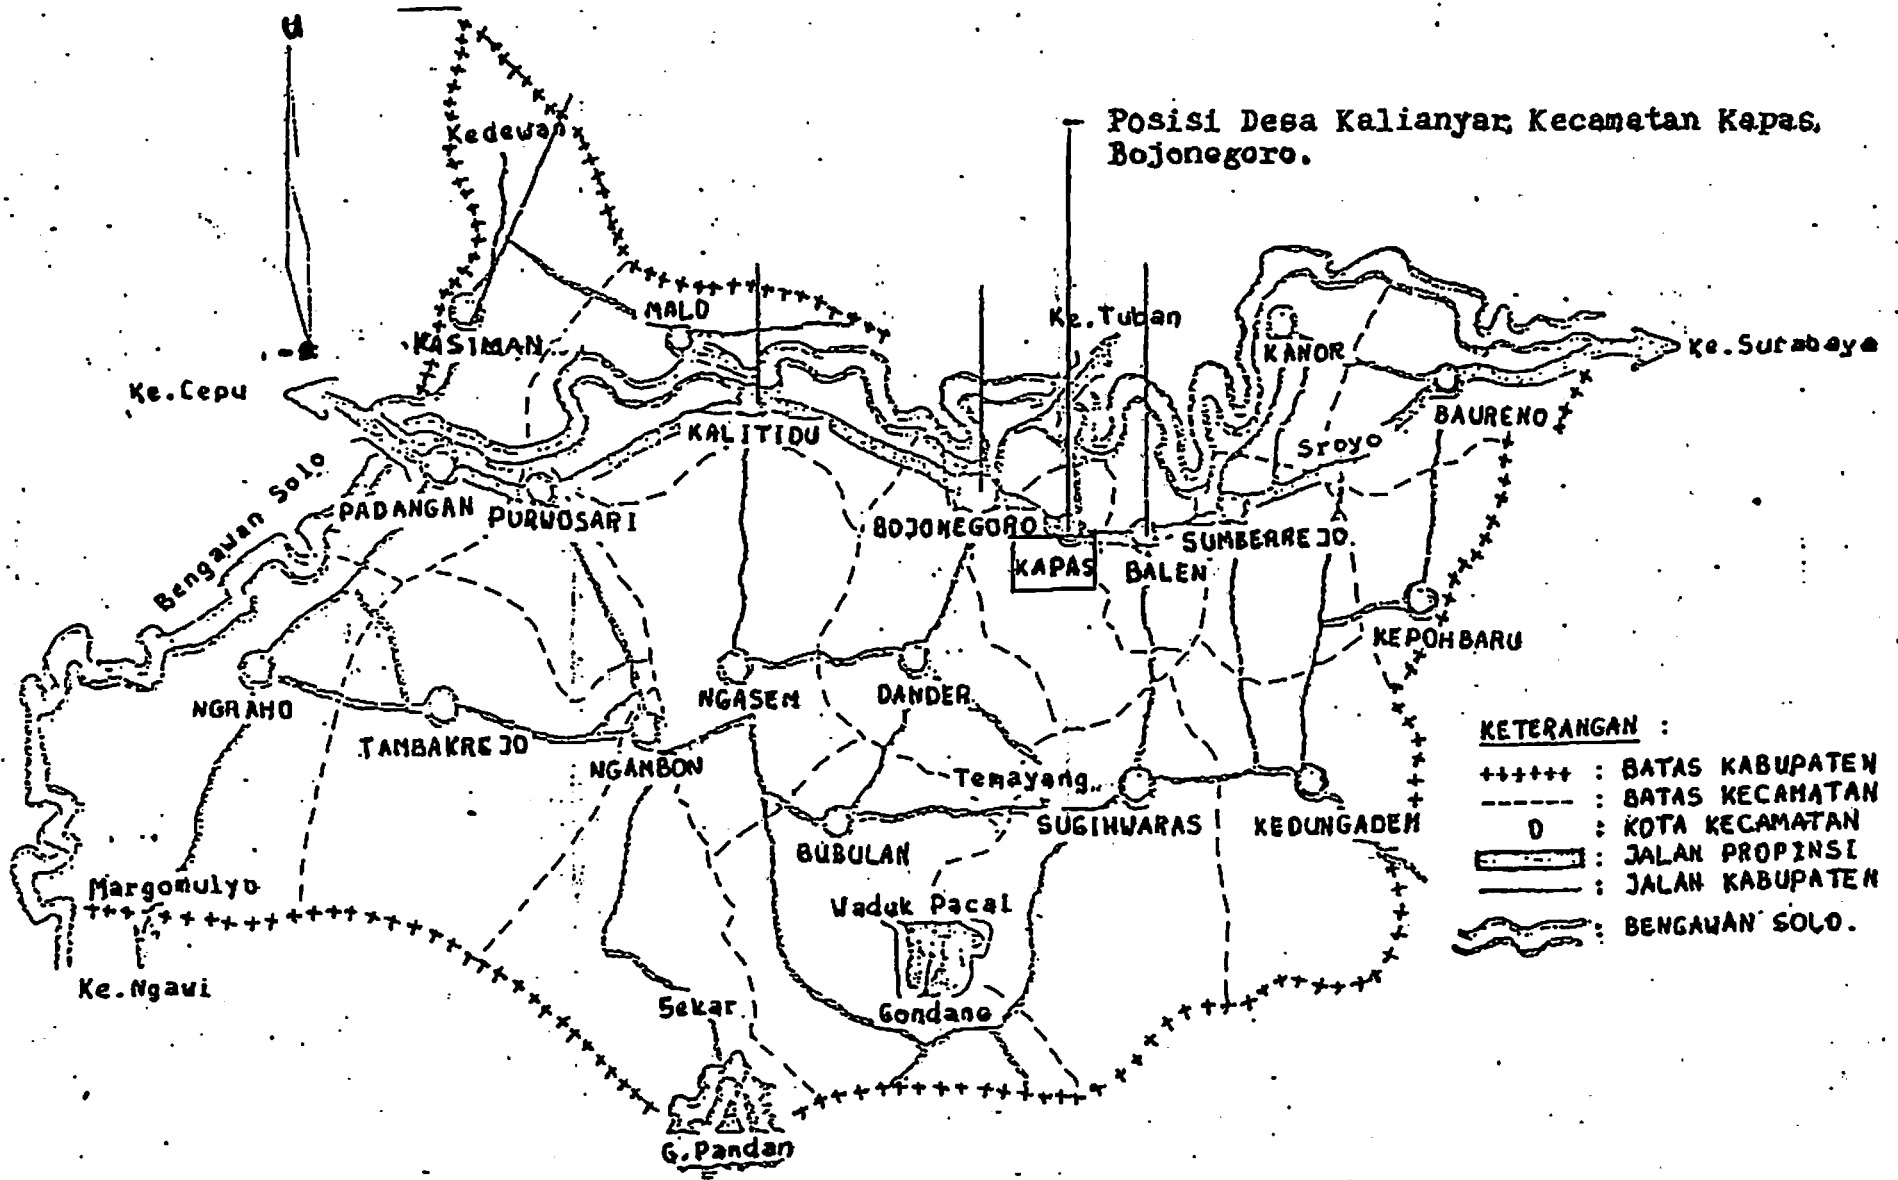 U
Kedewan
Posisi Desa Kalianyar, Kecamatan Kapas,
Bojonegoro.
MALO
KASIMAN
Ke.Tuban
KANOR
Ke.Surabaya
Ke.Cepu
BAURENO
KALITIDU
Sroyo
Bengawan Solo
PADANGAN
PURWOSARI
BOJONEGORO
SUMBERREJO
KAPAS
BALEN
KEPOHBARU
NGRAHO
TAMBAKREJO
NGASEM
DANDER
NGAMBON
Temayang
BUBULAN
SUGIHWARAS
KEDUNGADEM
KETERANGAN :
++++++ : BATAS KABUPATEN
------ : BATAS KECAMATAN
: KOTA KECAMATAN
: JALAN PROPINSI
: JALAN KABUPATEN
: BENGAWAN SOLO.
Margomulyo
Waduk Pacal
Ke.Ngawi
Sekar
Gondang
G.Pandan